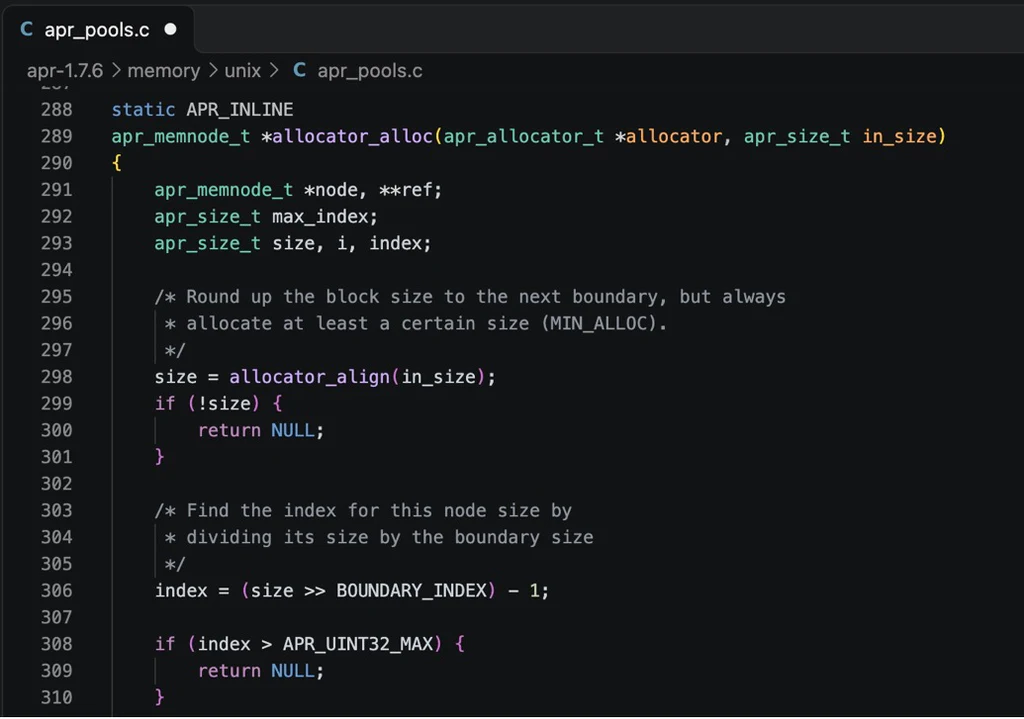 C apr_pools.c ●
apr-1.7.6 > memory > unix > C apr_pools.c
287
288 static APR_INLINE
289 apr_memnode_t *allocator_alloc(apr_allocator_t *allocator, apr_size_t in_size)
290 {
291     apr_memnode_t *node, **ref;
292     apr_size_t max_index;
293     apr_size_t size, i, index;
294
295     /* Round up the block size to the next boundary, but always
296      * allocate at least a certain size (MIN_ALLOC).
297      */
298     size = allocator_align(in_size);
299     if (!size) {
300         return NULL;
301     }
302
303     /* Find the index for this node size by
304      * dividing its size by the boundary size
305      */
306     index = (size >> BOUNDARY_INDEX) - 1;
307
308     if (index > APR_UINT32_MAX) {
309         return NULL;
310     }